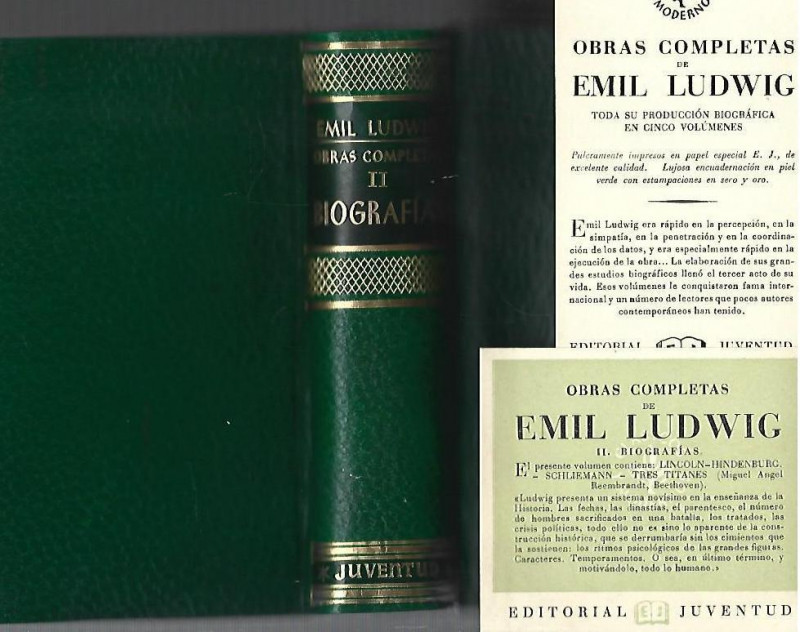 EMIL LUDWIG
OBRAS COMPLETAS
II
BIOGRAFÍAS
JUVENTUD
MODERNO
OBRAS COMPLETAS
DE
EMIL LUDWIG
TODA SU PRODUCCIÓN BIOGRÁFICA
EN CINCO VOLÚMENES
Pulcramente impresos en papel especial E. J., de
excelente calidad. Lujosa encuadernación en piel
verde con estampaciones en seco y oro.
Emil Ludwig era rápido en la percepción, en la
simpatía, en la penetración y en la coordina-
ción de los datos, y era especialmente rápido en la
ejecución de la obra... La elaboración de sus gran-
des estudios biográficos llenó el tercer acto de su
vida. Esos volúmenes le conquistaron fama inter-
nacional y un número de lectores que pocos autores
contemporáneos han tenido.
EDITORIAL JUVENTUD
OBRAS COMPLETAS
DE
EMIL LUDWIG
II. BIOGRAFÍAS.
El presente volumen contiene: LINCOLN-HINDENBURG.
- SCHLIEMANN - TRES TITANES (Miguel Angel
Reembrandt, Beethoven).
«Ludwig presenta un sistema novísimo en la enseñanza de la
Historia. Las fechas, las dinastías, el parentesco, el número
de hombres sacrificados en una batalla, los tratados, las
crisis políticas, todo ello no es sino lo aparente de la cons-
trucción histórica, que se derrumbaría sin los cimientos que
la sostienen: los ritmos psicológicos de las grandes figuras.
Caracteres. Temperamentos. O sea, en último término, y
motivándolo, todo lo humano.»
EDITORIAL E J JUVENTUD